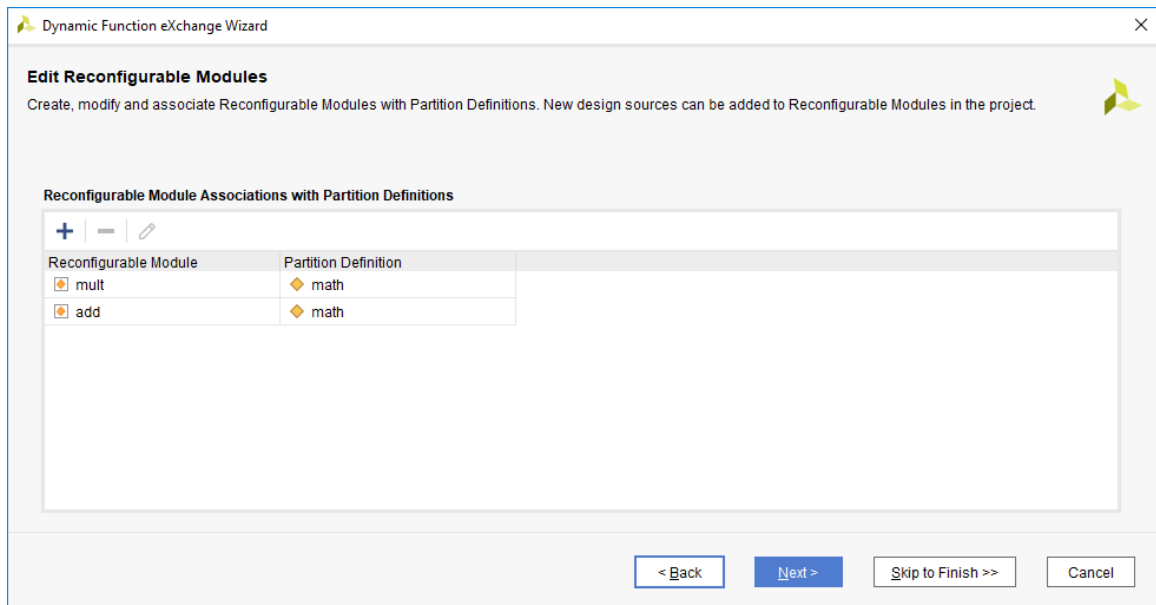 Dynamic Function eXchange Wizard
Edit Reconfigurable Modules
Create, modify and associate Reconfigurable Modules with Partition Definitions. New design sources can be added to Reconfigurable Modules in the project.
Reconfigurable Module Associations with Partition Definitions
Reconfigurable Module Partition Definition
mult math
add math
< Back Next > Skip to Finish >> Cancel